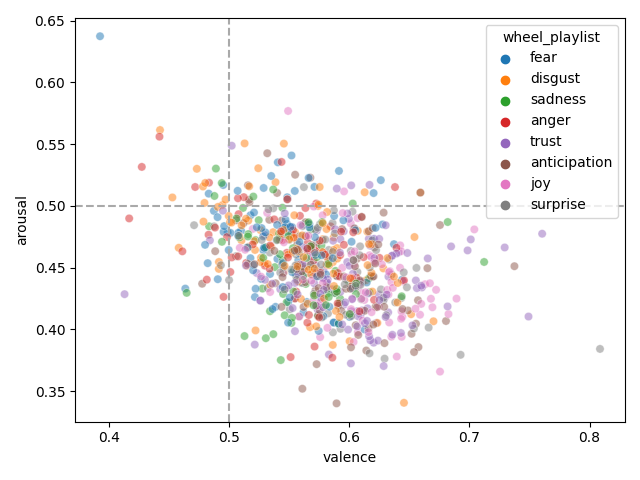 0.65
0.60
0.55
0.50
0.45
0.40
0.35
arousal
wheel_playlist
fear
disgust
sadness
anger
trust
anticipation
joy
surprise
0.4 0.5 0.6 0.7 0.8
valence